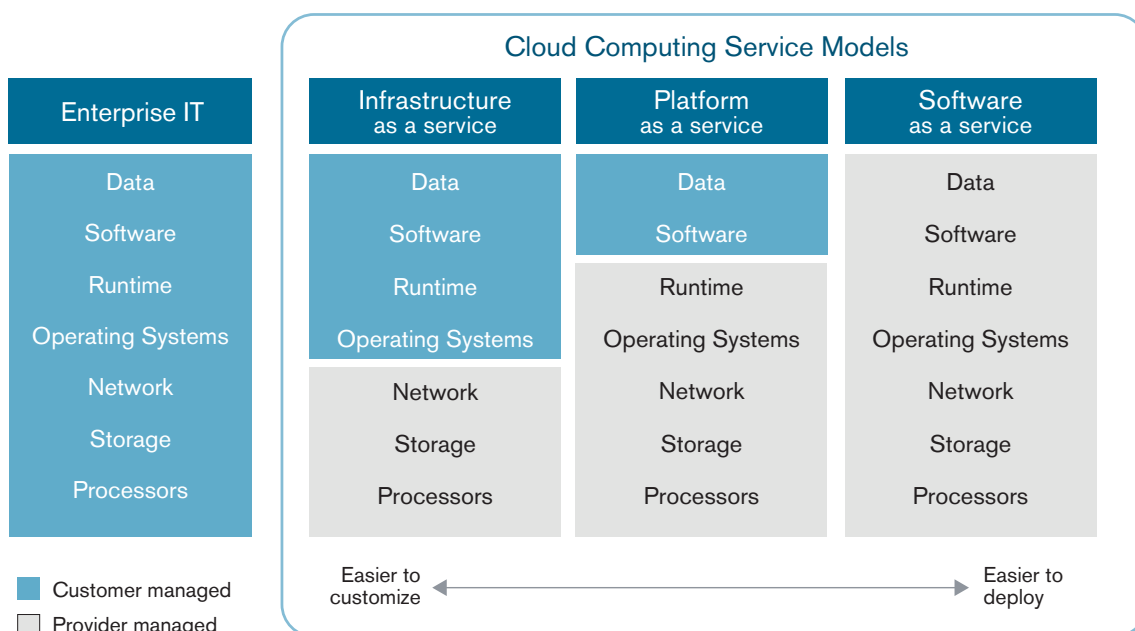 Cloud Computing Service Models
Enterprise IT
Data
Software
Runtime
Operating Systems
Network
Storage
Processors
Infrastructure
as a service
Data
Software
Runtime
Operating Systems
Network
Storage
Processors
Platform
as a service
Data
Software
Runtime
Operating Systems
Network
Storage
Processors
Software
as a service
Data
Software
Runtime
Operating Systems
Network
Storage
Processors
Customer managed
Provider managed
Easier to
customize
Easier to
deploy